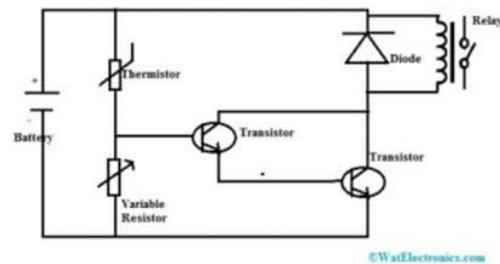 Relay
Diode
Thermistor
+
-
Battery
Transistor
Transistor
Variable
Resistor
©WatElectronics.com